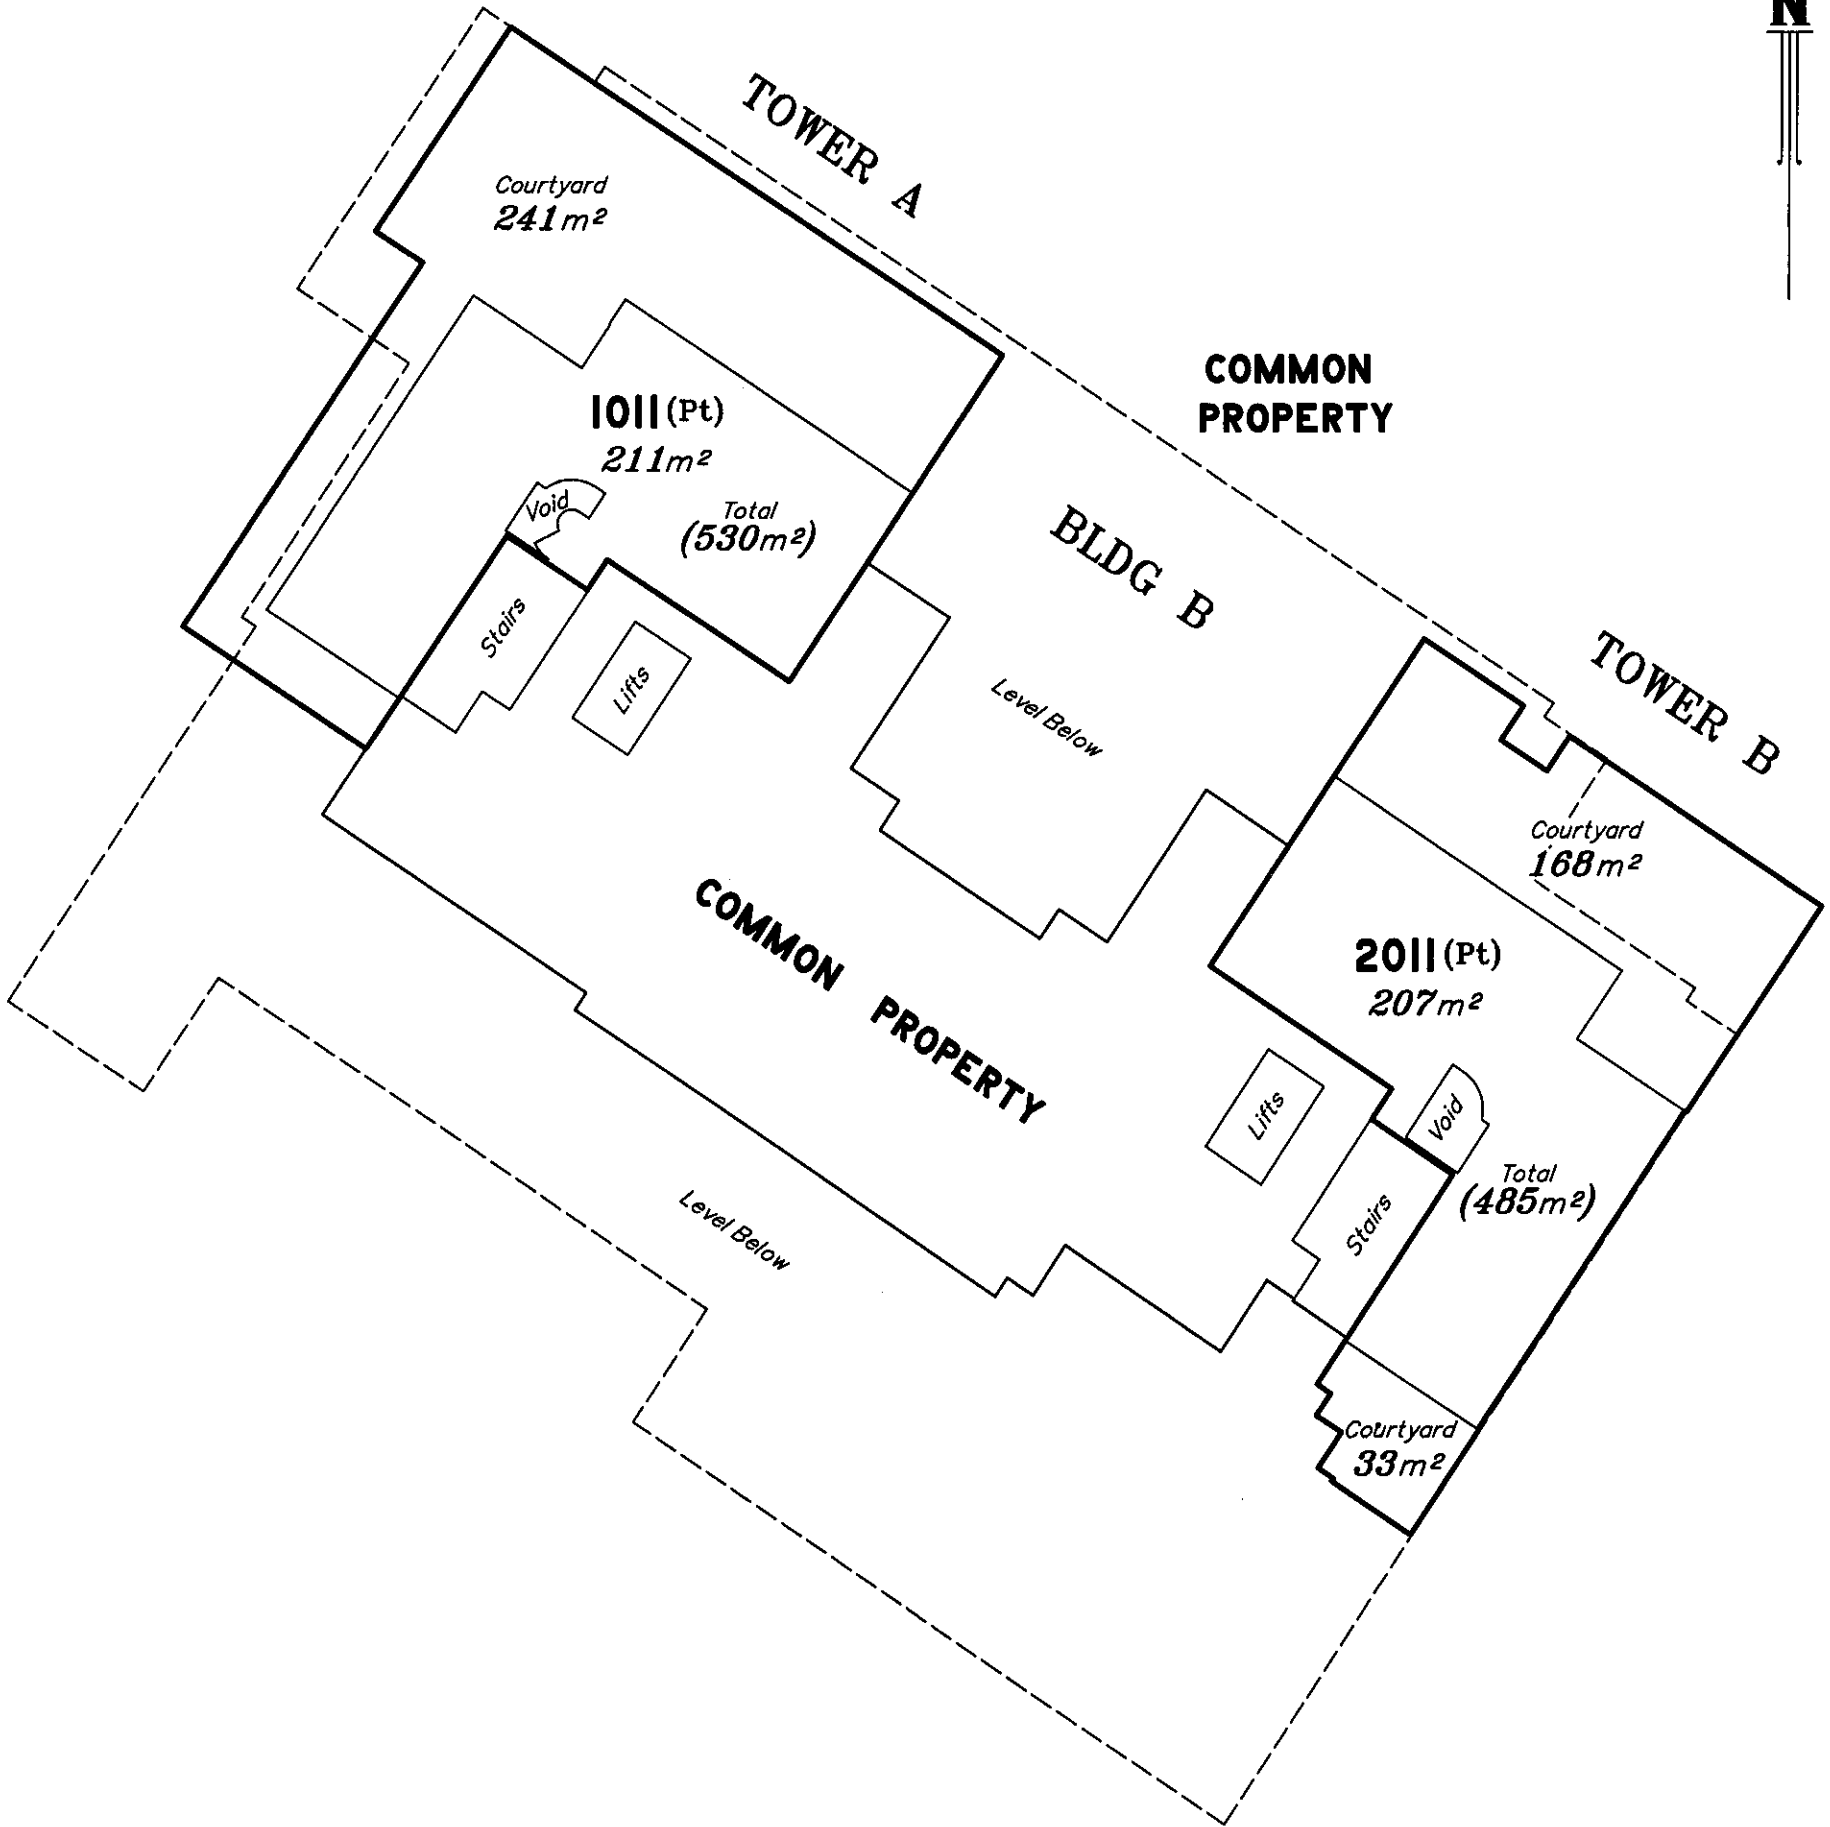 N
TOWER A
Courtyard
241m²
COMMON
PROPERTY
1011 (Pt)
211m²
Void
Total
(530m²)
BLDG B
Stairs
Lifts
Level Below
TOWER B
Courtyard
168m²
COMMON PROPERTY
2011 (Pt)
207m²
Lifts
Void
Total
(485m²)
Stairs
Level Below
Courtyard
33m²